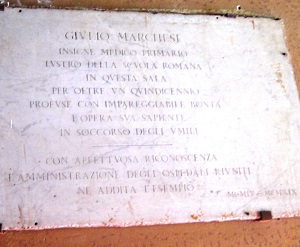 GIVLIO MARCHESI
INSIGNE MEDICO PRIMARIO
LVSTRO DELLA SCVOLA ROMANA
IN QVESTA SALA
PER OLTRE VN QVINDICENNIO
PROFVSE CON IMPAREGGIABILE BONTÀ
L'OPERA SVA SAPIENTE
IN SOCCORSO DEGLI VMILI
CON AFFETTVOSA RICONOSCENZA
L'AMMINISTRAZIONE DEGLI OSPEDALI RIVNITI
NE ADDITA L'ESEMPIO